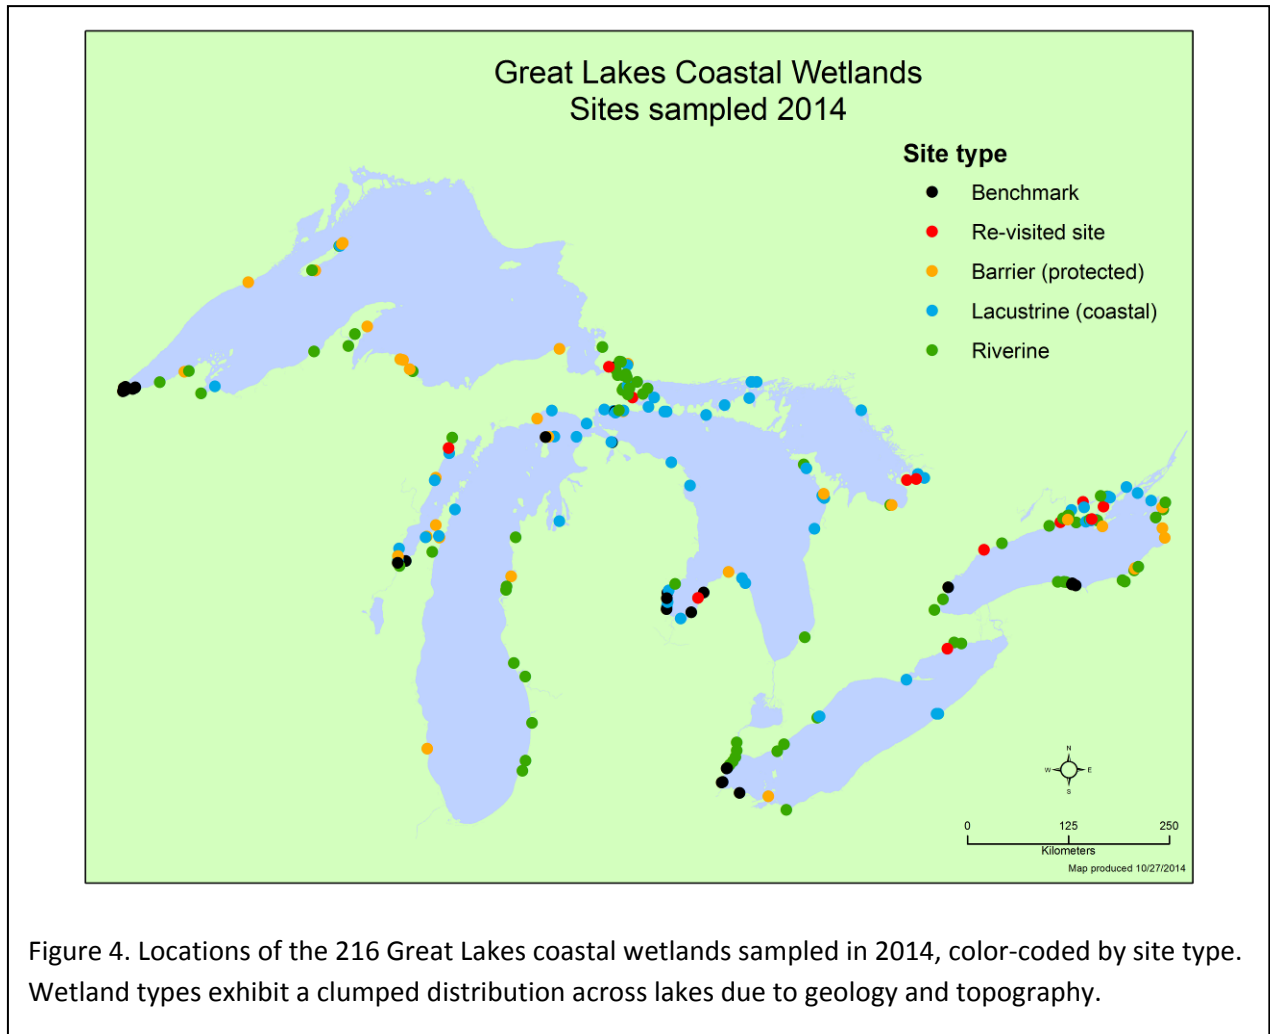 Great Lakes Coastal Wetlands
Sites sampled 2014
Site type
Benchmark
Re-visited site
Barrier (protected)
Lacustrine (coastal)
Riverine
N
W E
S
0 125 250
Kilometers
Map produced 10/27/2014
Figure 4. Locations of the 216 Great Lakes coastal wetlands sampled in 2014, color-coded by site type.
Wetland types exhibit a clumped distribution across lakes due to geology and topography.